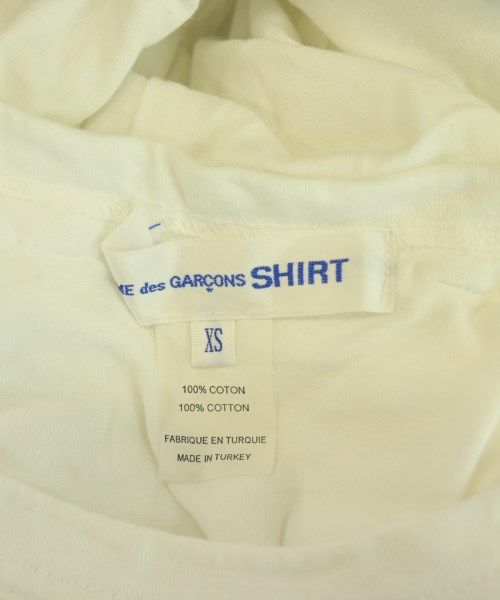 ME des GARÇONS SHIRT
XS
100% COTON
100% COTTON
FABRIQUE EN TURQUIE
MADE IN TURKEY